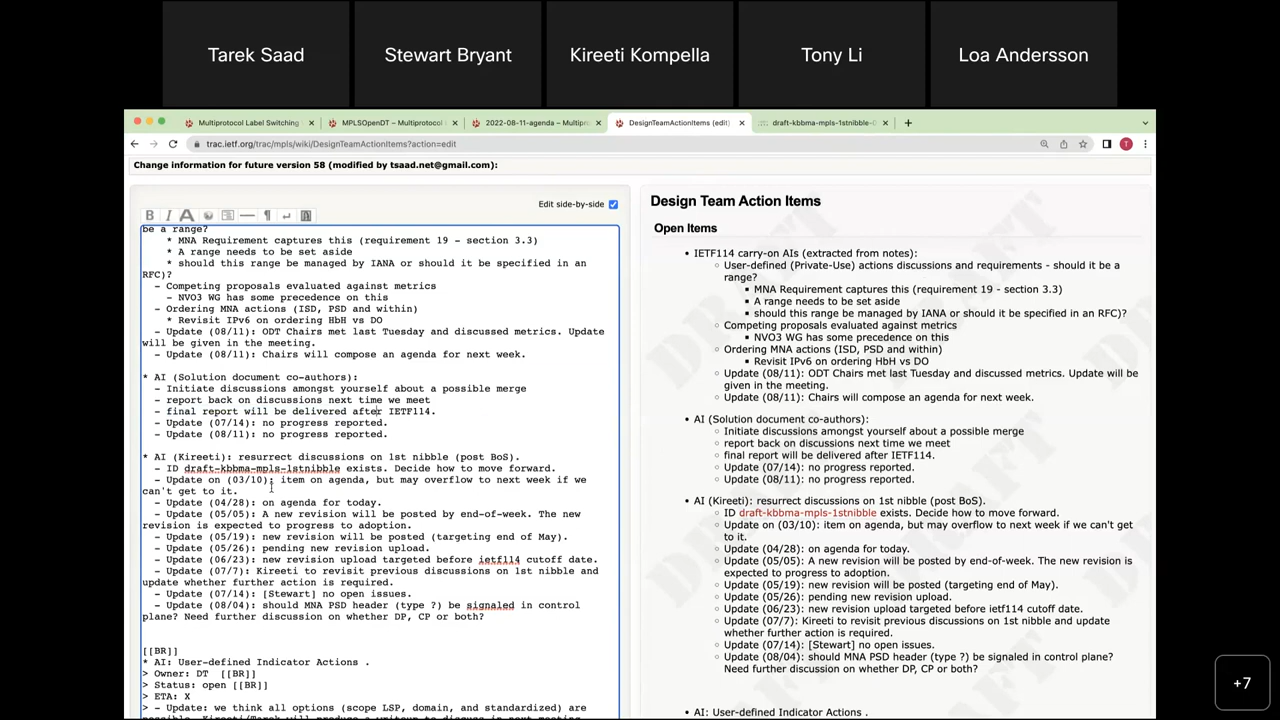 Tarek Saad
Stewart Bryant
Kireeti Kompella
Tony Li
Loa Andersson
Multiprotocol Label Switching
MPLSOpenDT – Multiprotocol
2022-08-11-agenda – Multipro
DesignTeamActionItems (edit)
draft-kbbma-mpls-1stnibble-0
trac.ietf.org/trac/mpls/wiki/DesignTeamActionItems?action=edit
Change information for future version 58 (modified by tsaad.net@gmail.com):
Edit side-by-side
B I A
be a range?
* MNA Requirement captures this (requirement 19 - section 3.3)
* A range needs to be set aside
* should this range be managed by IANA or should it be specified in an
RFC)?
- Competing proposals evaluated against metrics
- NVO3 WG has some precedence on this
- Ordering MNA actions (ISD, PSD and within)
* Revisit IPv6 on ordering HbH vs DO
- Update (08/11): ODT Chairs met last Tuesday and discussed metrics. Update
will be given in the meeting.
- Update (08/11): Chairs will compose an agenda for next week.
* AI (Solution document co-authors):
- Initiate discussions amongst yourself about a possible merge
- report back on discussions next time we meet
- final report will be delivered after IETF114.
- Update (07/14): no progress reported.
- Update (08/11): no progress reported.
* AI (Kireeti): resurrect discussions on 1st nibble (post BoS).
- ID draft-kbbma-mpls-1stnibble exists. Decide how to move forward.
- Update on (03/10): item on agenda, but may overflow to next week if we
can't get to it.
- Update (04/28): on agenda for today.
- Update (05/05): A new revision will be posted by end-of-week. The new
revision is expected to progress to adoption.
- Update (05/19): new revision will be posted (targeting end of May).
- Update (05/26): pending new revision upload.
- Update (06/23): new revision upload targeted before ietf114 cutoff date.
- Update (07/7): Kireeti to revisit previous discussions on 1st nibble and
update whether further action is required.
- Update (07/14): [Stewart] no open issues.
- Update (08/04): should MNA PSD header (type ?) be signaled in control
plane? Need further discussion on whether DP, CP or both?
[[BR]]
* AI: User-defined Indicator Actions .
> Owner: DT [[BR]]
> Status: open [[BR]]
> ETA: X
> - Update: we think all options (scope LSP, domain, and standardized) are
possible. Kireeti/Tarek will produce a writeup to discuss in next meeting
Design Team Action Items
Open Items
IETF114 carry-on AIs (extracted from notes):
User-defined (Private-Use) actions discussions and requirements - should it be a
range?
MNA Requirement captures this (requirement 19 - section 3.3)
A range needs to be set aside
should this range be managed by IANA or should it be specified in an RFC)?
Competing proposals evaluated against metrics
NVO3 WG has some precedence on this
Ordering MNA actions (ISD, PSD and within)
Revisit IPv6 on ordering HbH vs DO
Update (08/11): ODT Chairs met last Tuesday and discussed metrics. Update will be
given in the meeting.
Update (08/11): Chairs will compose an agenda for next week.
AI (Solution document co-authors):
Initiate discussions amongst yourself about a possible merge
report back on discussions next time we meet
final report will be delivered after IETF114.
Update (07/14): no progress reported.
Update (08/11): no progress reported.
AI (Kireeti): resurrect discussions on 1st nibble (post BoS).
ID draft-kbbma-mpls-1stnibble exists. Decide how to move forward.
Update on (03/10): item on agenda, but may overflow to next week if we can't get
to it.
Update (04/28): on agenda for today.
Update (05/05): A new revision will be posted by end-of-week. The new revision is
expected to progress to adoption.
Update (05/19): new revision will be posted (targeting end of May).
Update (05/26): pending new revision upload.
Update (06/23): new revision upload targeted before ietf114 cutoff date.
Update (07/7): Kireeti to revisit previous discussions on 1st nibble and update
whether further action is required.
Update (07/14): [Stewart] no open issues.
Update (08/04): should MNA PSD header (type ?) be signaled in control plane?
Need further discussion on whether DP, CP or both?
AI: User-defined Indicator Actions .
T
+7
DRAFT